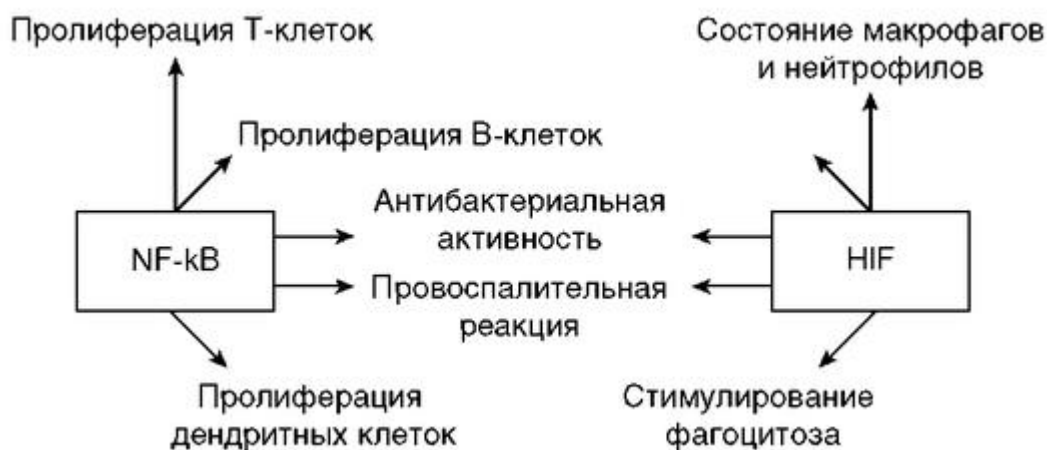 Пролиферация Т-клеток
Состояние макрофагов
и нейтрофилов
Пролиферация В-клеток
Антибактериальная
активность
NF-kB
HIF
Провоспалительная
реакция
Пролиферация
дендритных клеток
Стимулирование
фагоцитоза